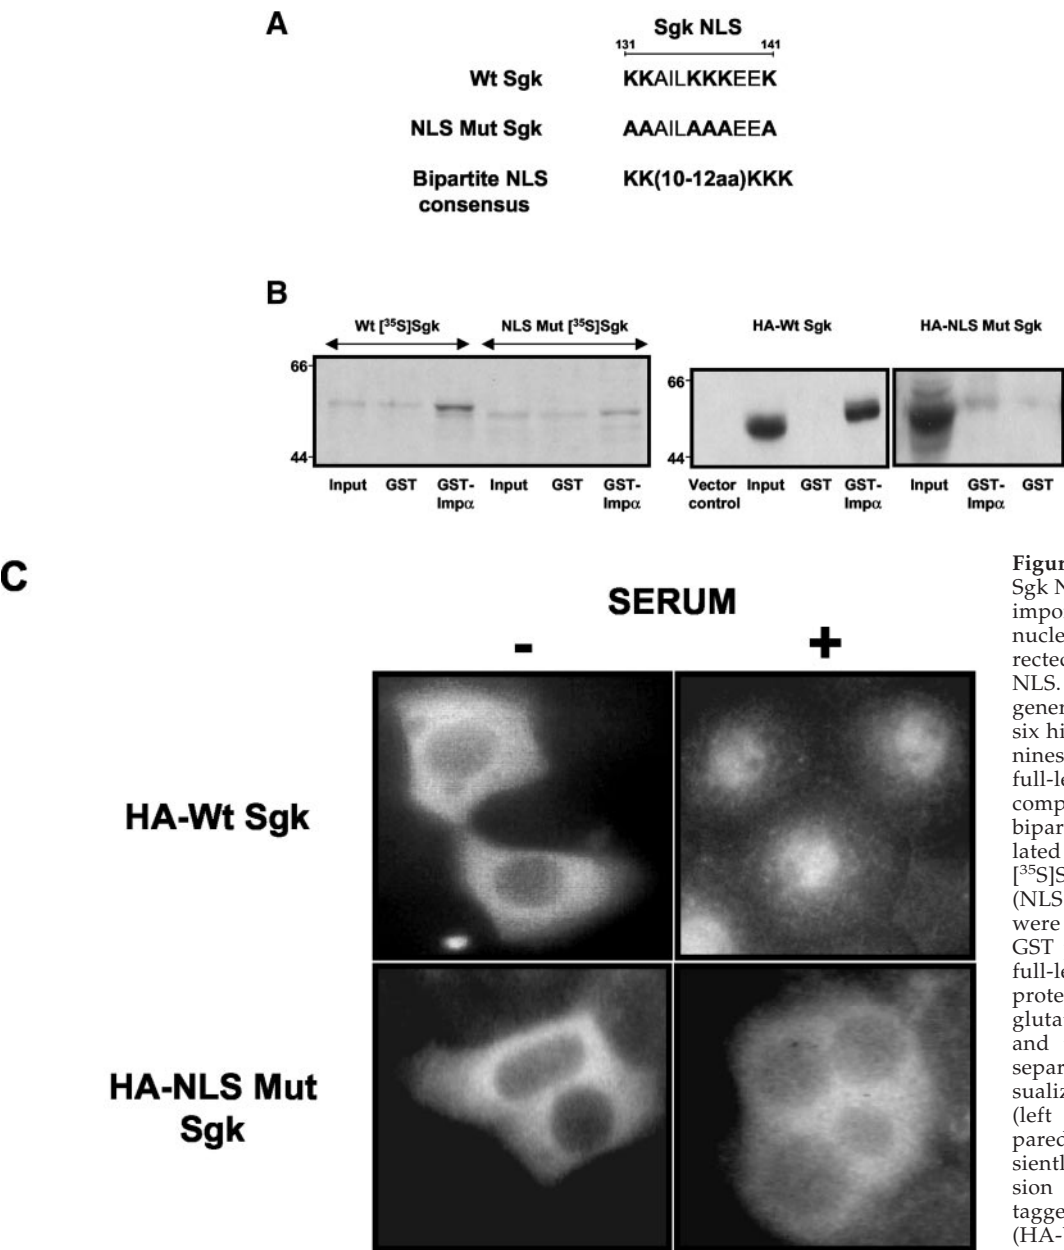 A
Sgk NLS
131 141
Wt Sgk KKAILKKKEEK
NLS Mut Sgk AAAILAAAEEA
Bipartite NLS KK(10-12aa)KKK
consensus
B
Wt [³⁵S]Sgk NLS Mut [³⁵S]Sgk HA-Wt Sgk HA-NLS Mut Sgk
66
44
66
44
Input GST GST- Input GST GST-
Impα Impα
Vector Input GST GST- Input GST- GST
control Impα Impα
C
SERUM
- +
HA-Wt Sgk
HA-NLS Mut
Sgk
Figur
Sgk N
impo
nucle
rected
NLS.
gener
six hi
nines
full-le
comp
bipar
lated
[³⁵S]S
(NLS
were
GST
full-le
prote
gluta
and
separ
sualiz
(left
pared
sientl
sion
tagge
(HA-